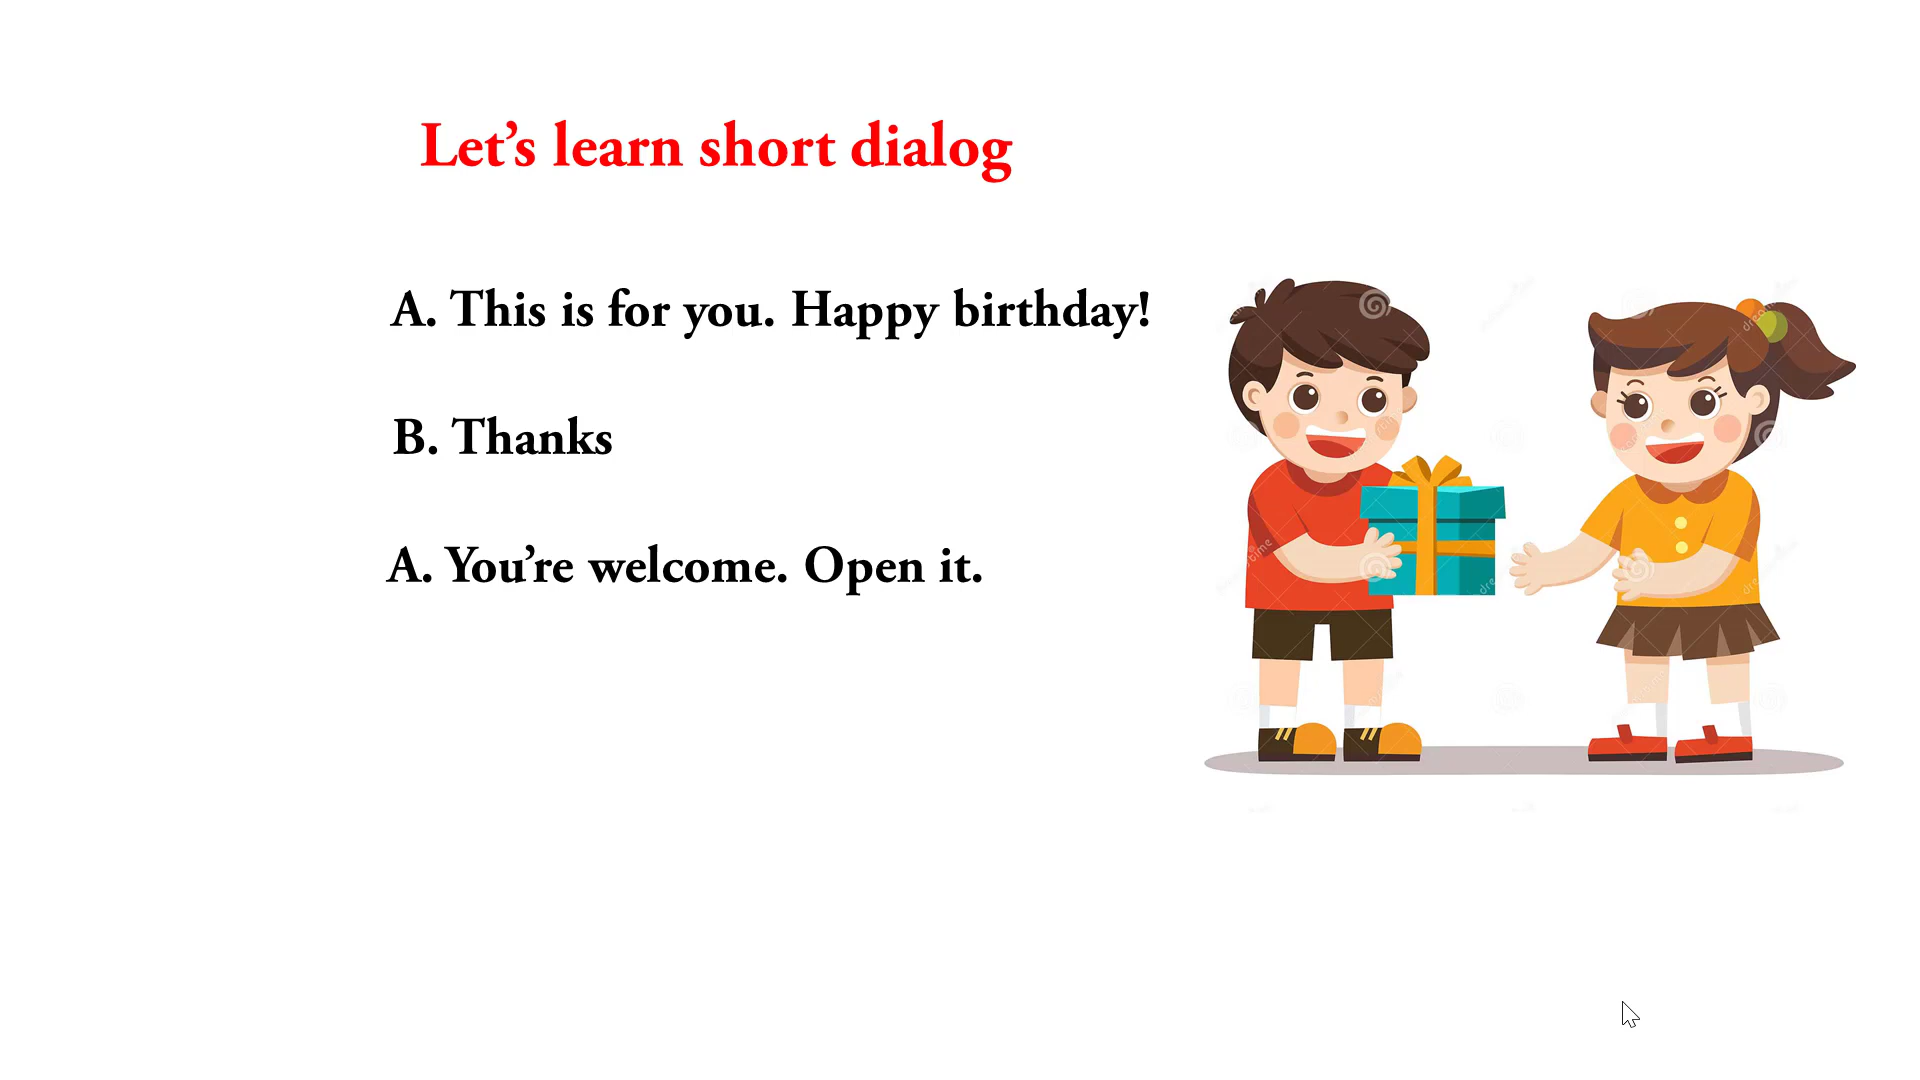 Let’s learn short dialog
A. This is for you. Happy birthday!
B. Thanks
A. You’re welcome. Open it.